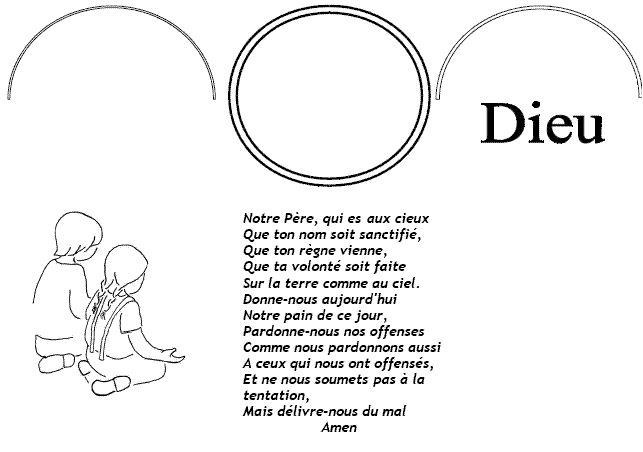 Dieu
Notre Père, qui es aux cieux
Que ton nom soit sanctifié,
Que ton règne vienne,
Que ta volonté soit faite
Sur la terre comme au ciel.
Donne-nous aujourd'hui
Notre pain de ce jour,
Pardonne-nous nos offenses
Comme nous pardonnons aussi
A ceux qui nous ont offensés,
Et ne nous soumets pas à la
tentation,
Mais délivre-nous du mal
Amen